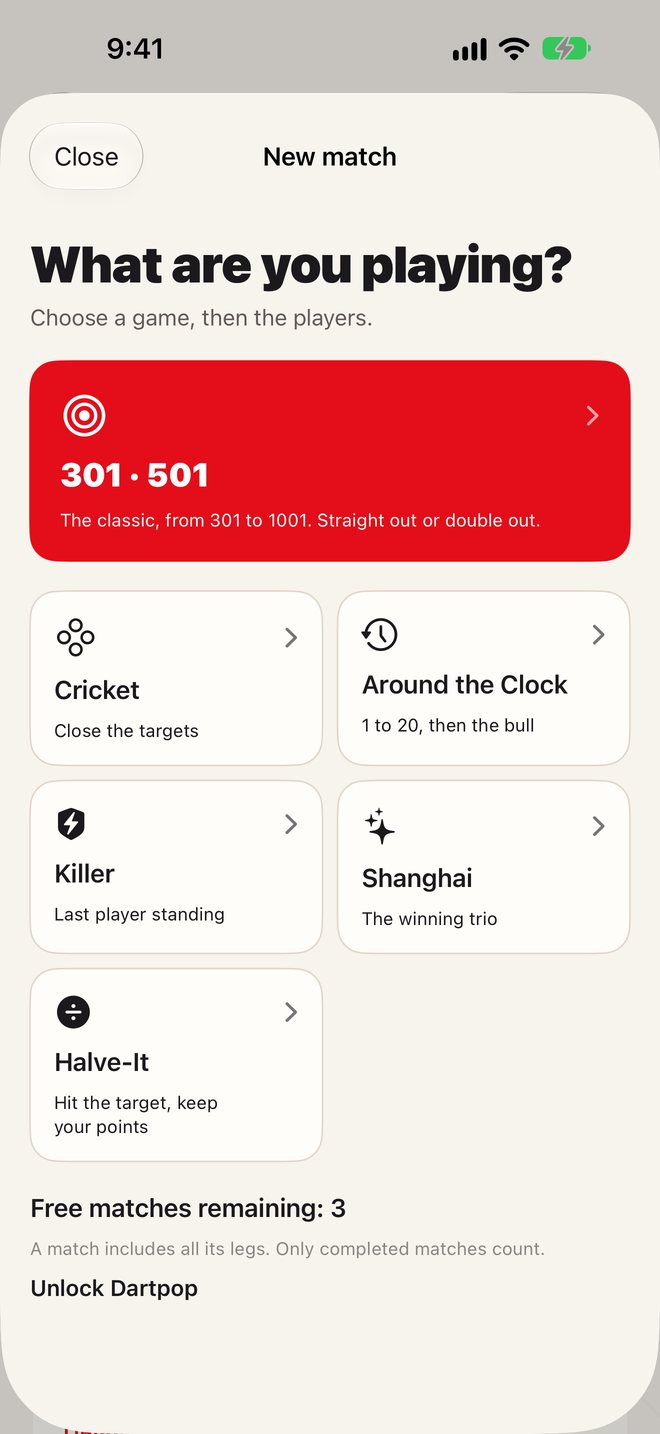 9:41
Close
New match
What are you playing?
Choose a game, then the players.
301 · 501
The classic, from 301 to 1001. Straight out or double out.
Cricket
Close the targets
Around the Clock
1 to 20, then the bull
Killer
Last player standing
Shanghai
The winning trio
Halve-It
Hit the target, keep
your points
Free matches remaining: 3
A match includes all its legs. Only completed matches count.
Unlock Dartpop